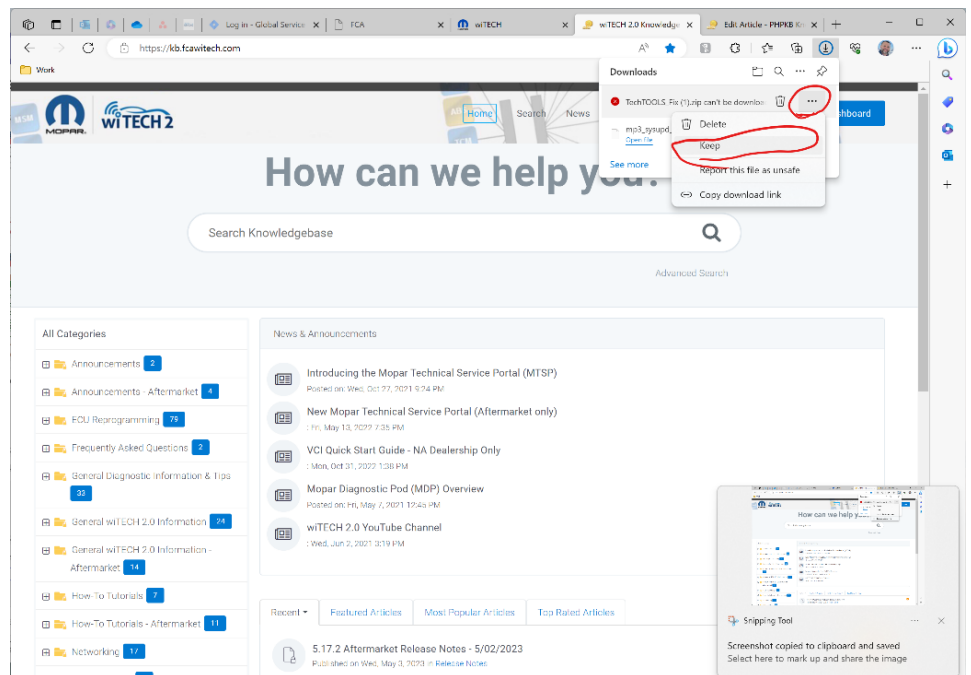 Log in - Global Service
FCA
wiTECH
wiTECH 2.0 Knowledge
Edit Article - PHPKB Kn
https://kb.fcawitech.com
Work
Downloads
TechTOOLS_Fix (1).zip can't be downloa
Delete
mp3_sysupd_
Open file
Keep
See more
Report this file as unsafe
Copy download link
MOPAR
wiTECH 2
Home
Search
News
hboard
How can we help you?
Search Knowledgebase
Advanced Search
All Categories
Announcements 2
Announcements - Aftermarket 4
ECU Reprogramming 79
Frequently Asked Questions 2
General Diagnostic Information & Tips
33
General wiTECH 2.0 Information 24
General wiTECH 2.0 Information -
Aftermarket 14
How-To Tutorials 7
How-To Tutorials - Aftermarket 11
Networking 17
News & Announcements
Introducing the Mopar Technical Service Portal (MTSP)
Posted on: Wed, Oct 27, 2021 9:24 PM
New Mopar Technical Service Portal (Aftermarket only)
: Fri, May 13, 2022 7:35 PM
VCI Quick Start Guide - NA Dealership Only
: Mon, Oct 31, 2022 1:38 PM
Mopar Diagnostic Pod (MDP) Overview
Posted on: Fri, May 7, 2021 12:45 PM
wiTECH 2.0 YouTube Channel
: Wed, Jun 2, 2021 3:19 PM
Recent
Featured Articles
Most Popular Articles
Top Rated Articles
5.17.2 Aftermarket Release Notes - 5/02/2023
Published on Wed, May 3, 2023 in Release Notes
How can we help y
Snipping Tool
Screenshot copied to clipboard and saved
Select here to mark up and share the image